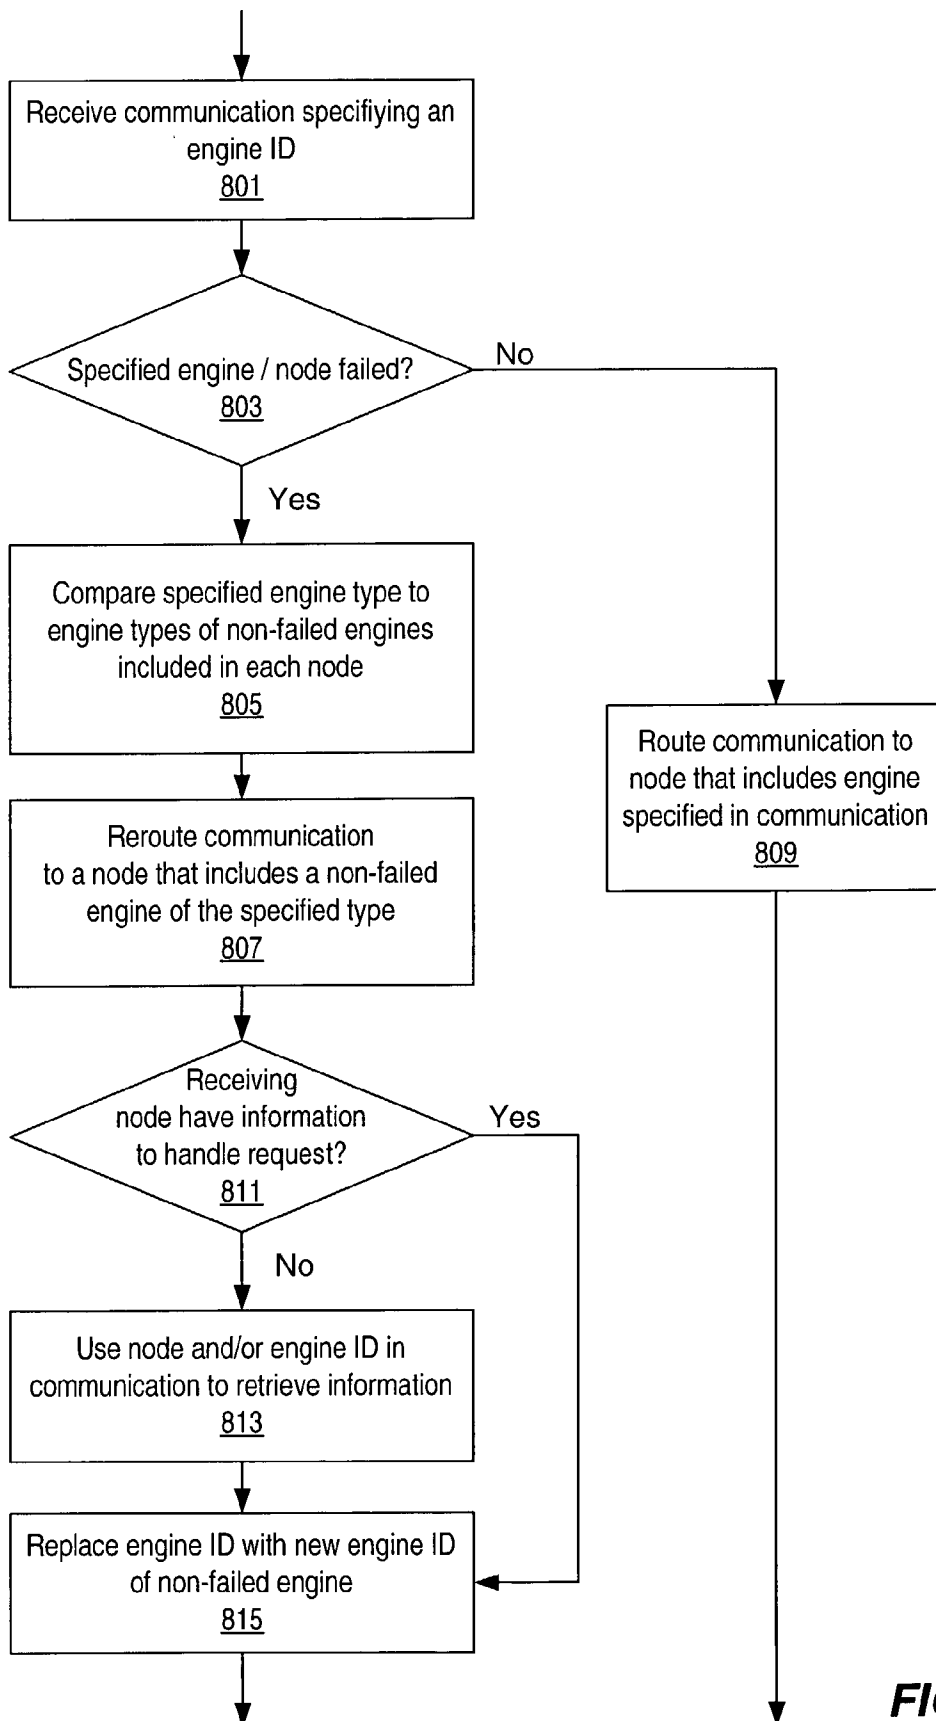 Receive communication specifiying an
engine ID
801
Specified engine / node failed?
803
No
Yes
Compare specified engine type to
engine types of non-failed engines
included in each node
805
Route communication to
node that includes engine
specified in communication
809
Reroute communication
to a node that includes a non-failed
engine of the specified type
807
Receiving
node have information
to handle request?
811
Yes
No
Use node and/or engine ID in
communication to retrieve information
813
Replace engine ID with new engine ID
of non-failed engine
815